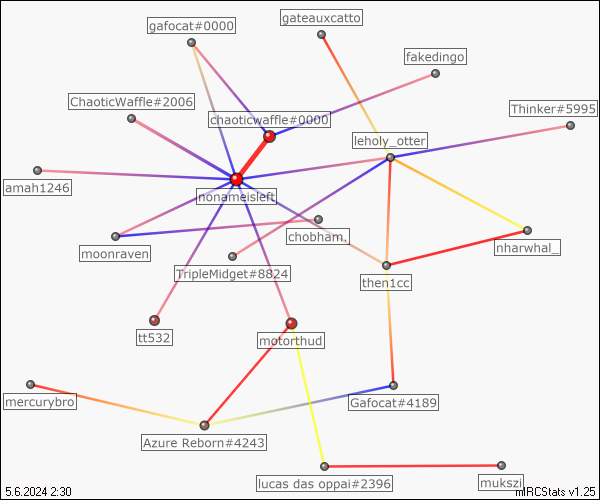 gafocat#0000
gateauxcatto
fakedingo
ChaoticWaffle#2006
chaoticwaffle#0000
Thinker#5995
leholy_otter
amah1246
nonameisleft
chobham.
moonraven
nharwhal_
TripleMidget#8824
then1cc
tt532
motorthud
mercurybro
Gafocat#4189
Azure Reborn#4243
lucas das oppai#2396
mukszi
5.6.2024 2:30
mIRCStats v1.25